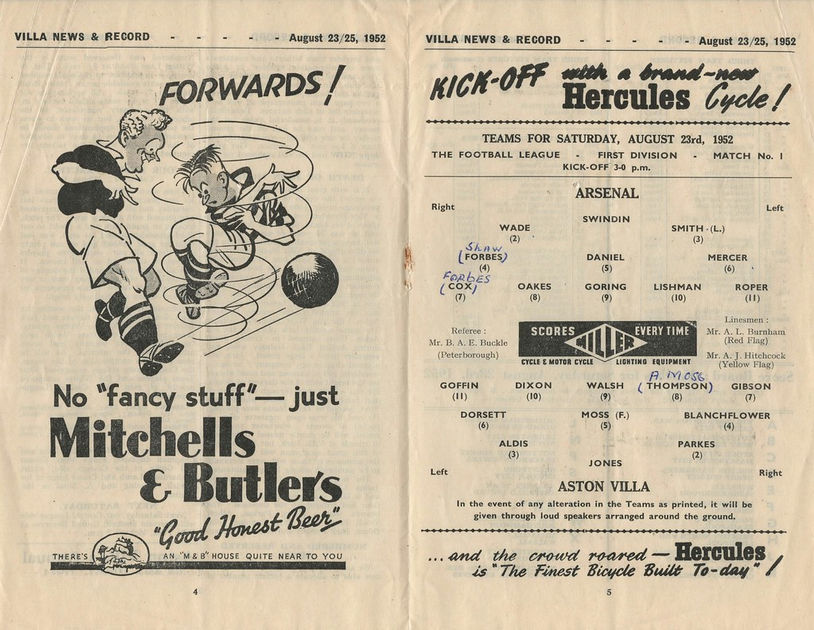 VILLA NEWS & RECORD - - - - - August 23/25, 1952
FORWARDS!
No "fancy stuff"— just
Mitchells
& Butler's
"Good Honest Beer"
THERE'S AN "M & B" HOUSE QUITE NEAR TO YOU
4
VILLA NEWS & RECORD - - - - - August 23/25, 1952
KICK-OFF with a brand-new
Hercules Cycle!
TEAMS FOR SATURDAY, AUGUST 23rd, 1952
THE FOOTBALL LEAGUE - FIRST DIVISION - MATCH No. 1
KICK-OFF 3-0 p.m.
ARSENAL
Right Left
SWINDIN
WADE SMITH (L.)
(2) (3)
Shaw
(FORBES) DANIEL MERCER
(4) (5) (6)
FORBES
(COX) OAKES GORING LISHMAN ROPER
(7) (8) (9) (10) (11)
Referee :
Mr. B. A. E. Buckle
(Peterborough)
SCORES MILLER EVERY TIME
CYCLE & MOTOR CYCLE LIGHTING EQUIPMENT
Linesmen :
Mr. A. L. Burnham
(Red Flag)
Mr. A. J. Hitchcock
(Yellow Flag)
A. MOSS
GOFFIN DIXON WALSH (THOMPSON) GIBSON
(11) (10) (9) (8) (7)
DORSETT MOSS (F.) BLANCHFLOWER
(6) (5) (4)
ALDIS PARKES
(3) (2)
JONES
Left Right
ASTON VILLA
In the event of any alteration in the Teams as printed, it will be
given through loud speakers arranged around the ground.
...and the crowd roared — Hercules
is "The Finest Bicycle Built To-day"!
5